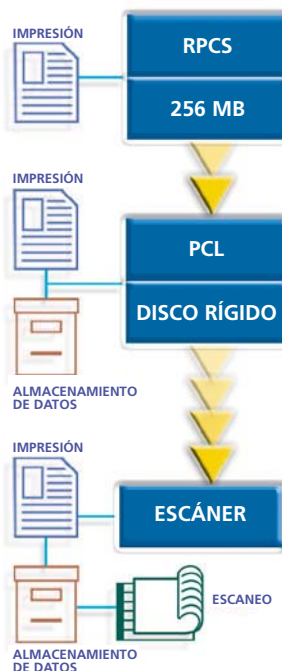 IMPRESIÓN
RPCS
256 MB
IMPRESIÓN
PCL
DISCO RÍGIDO
ALMACENAMIENTO
DE DATOS
IMPRESIÓN
ESCÁNER
ESCANEO
ALMACENAMIENTO
DE DATOS